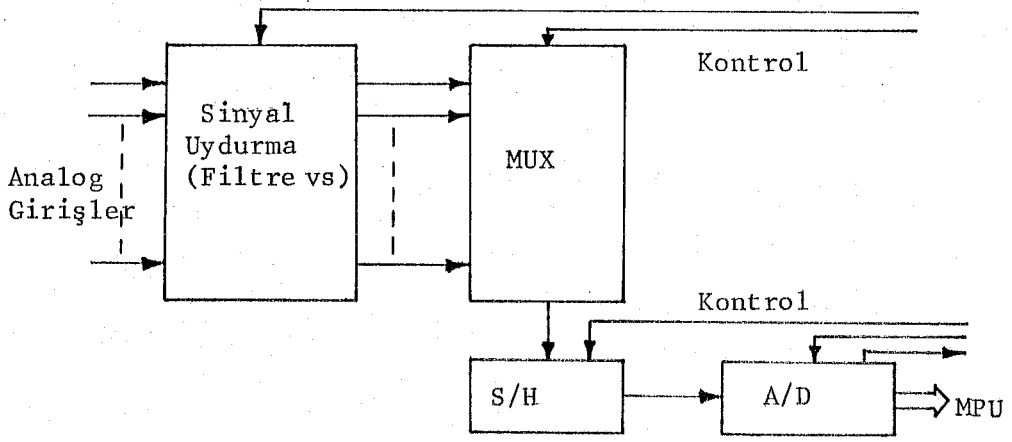 Kontrol
Sinyal
Uydurma
(Filtre vs)
MUX
Analog
Girişler
Kontrol
S/H
A/D
MPU